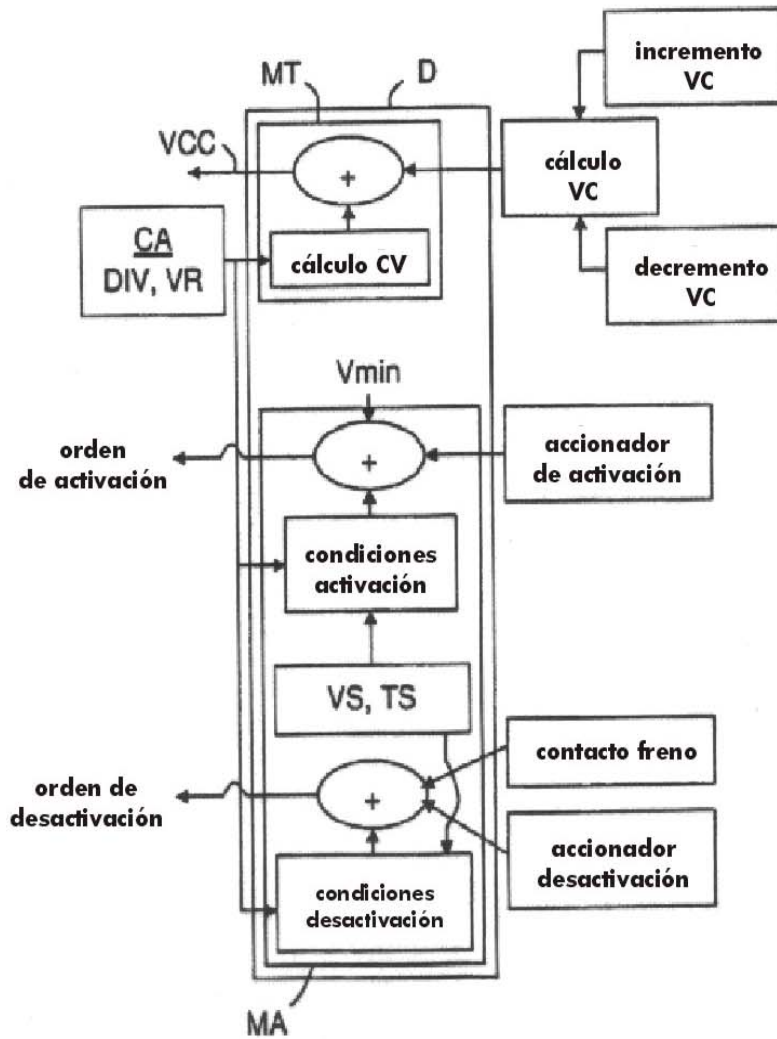 MT
D
incremento
VC
VCC
+
cálculo
VC
CA
DIV, VR
cálculo CV
decremento
VC
Vmin
orden
de activación
+
accionador
de activación
condiciones
activación
VS, TS
contacto freno
orden de
desactivación
+
accionador
desactivación
condiciones
desactivación
MA